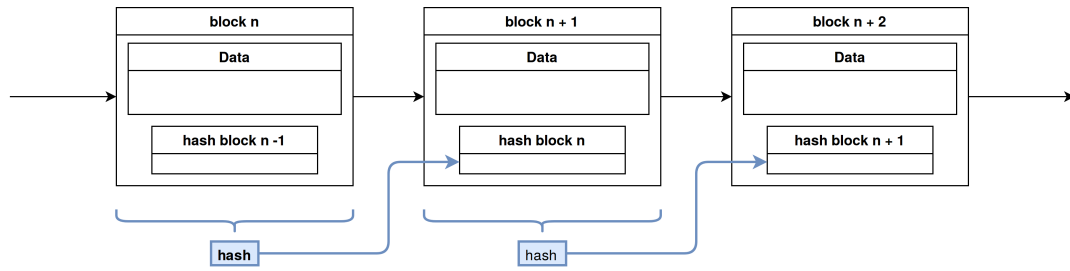 block n
Data
hash block n -1
block n + 1
Data
hash block n
block n + 2
Data
hash block n + 1
hash
hash